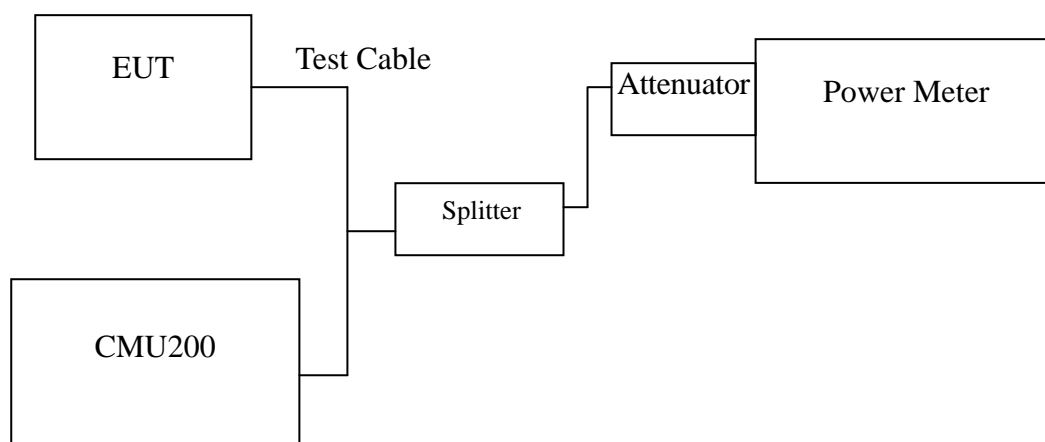 EUT
Test Cable
Attenuator
Power Meter
Splitter
CMU200